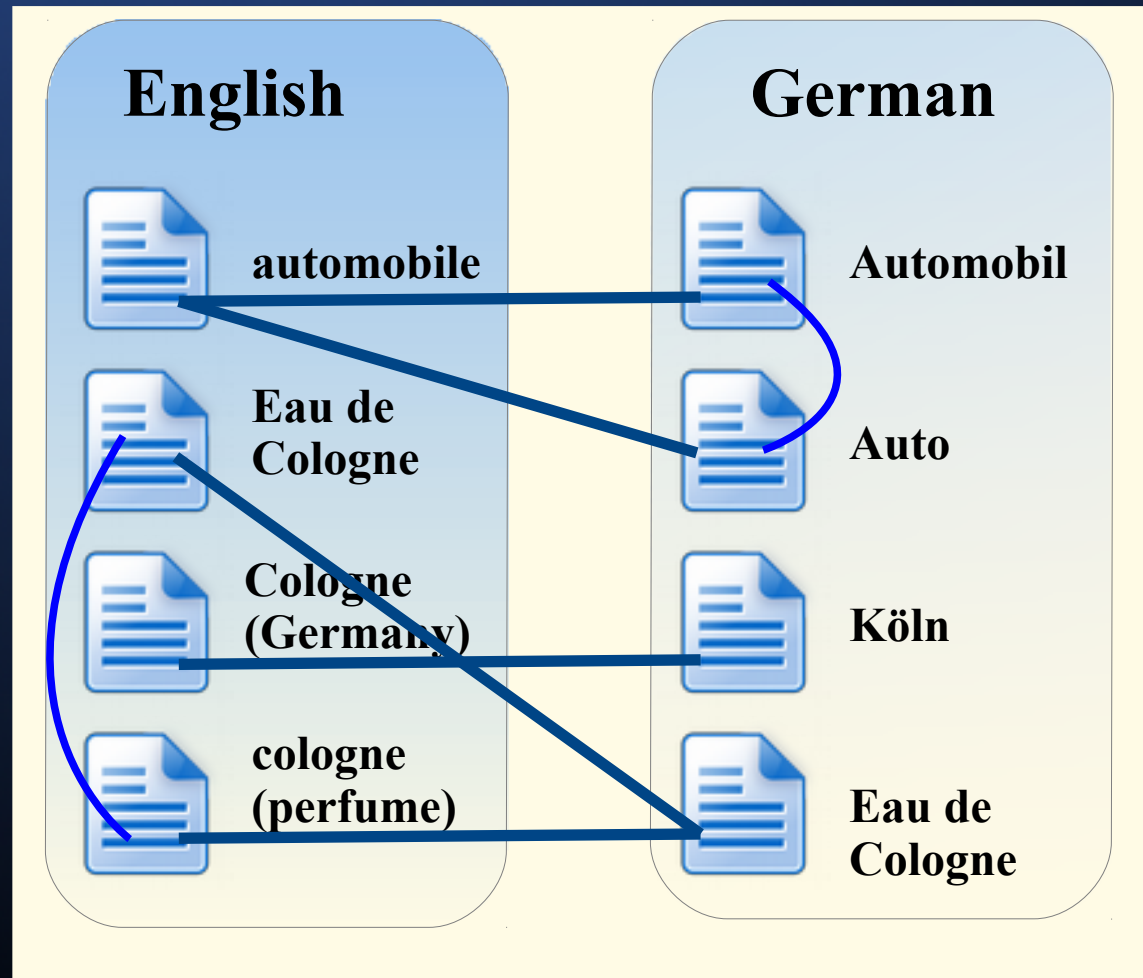 English
automobile
Eau de
Cologne
Cologne
(Germany)
cologne
(perfume)
German
Automobil
Auto
Köln
Eau de
Cologne